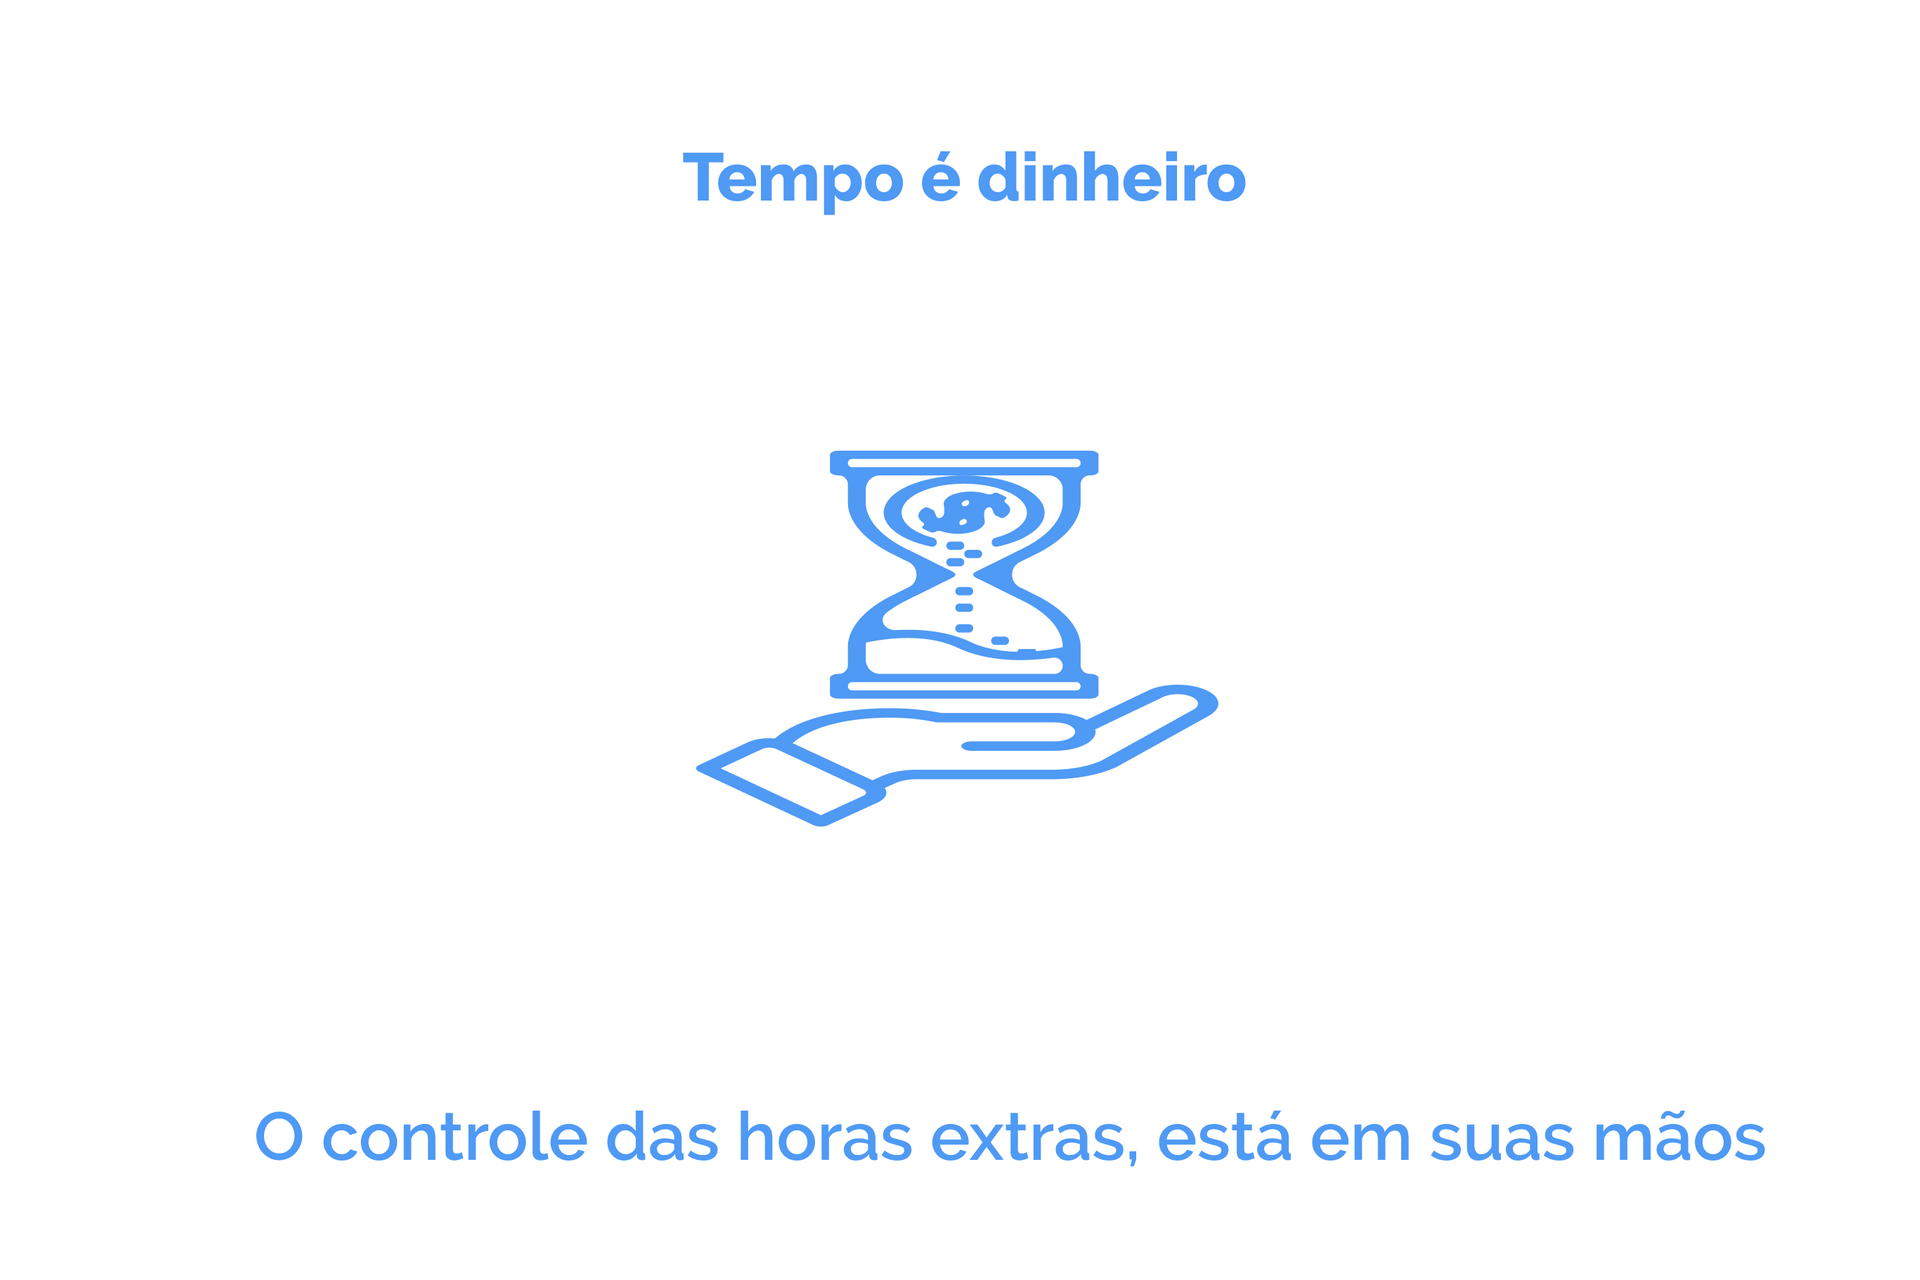 Tempo é dinheiro
O controle das horas extras, está em suas mãos